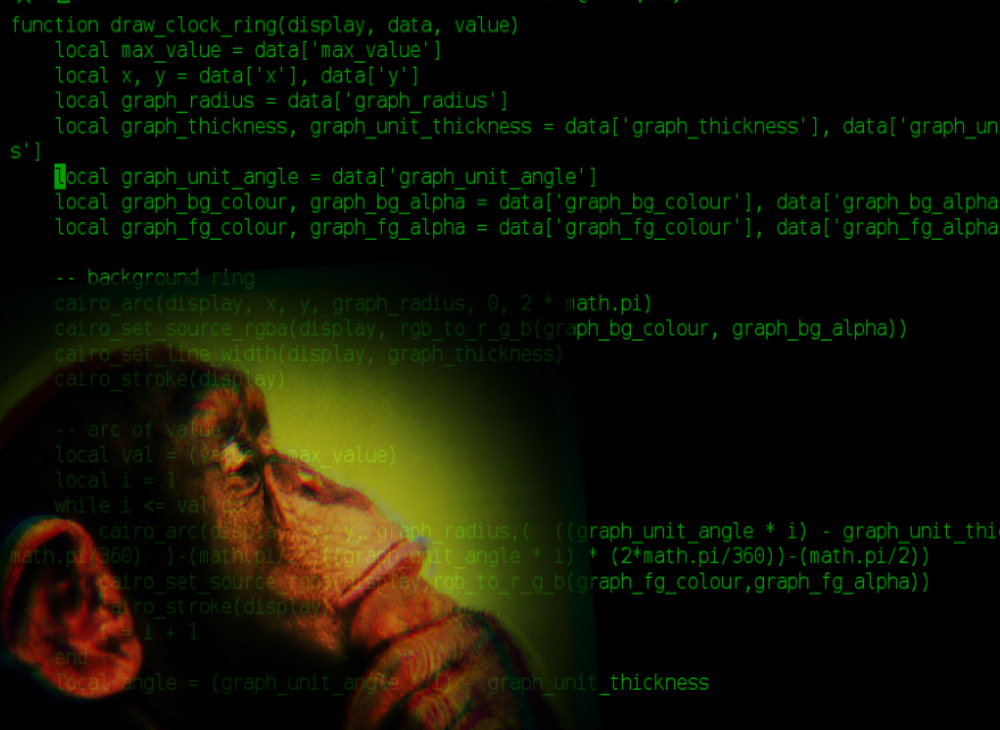 function draw_clock_ring(display, data, value)
local max_value = data['max_value']
local x, y = data['x'], data['y']
local graph_radius = data['graph_radius']
local graph_thickness, graph_unit_thickness = data['graph_thickness'], data['graph_un
s']
local graph_unit_angle = data['graph_unit_angle']
local graph_bg_colour, graph_bg_alpha = data['graph_bg_colour'], data['graph_bg_alpha
local graph_fg_colour, graph_fg_alpha = data['graph_fg_colour'], data['graph_fg_alpha
-- background ring
cairo_arc(display, x, y, graph_radius, 0, 2 * math.pi)
cairo_set_source_rgba(display, rgb_to_r_g_b(graph_bg_colour, graph_bg_alpha))
cairo_set_line_width(display, graph_thickness)
cairo_stroke(display)
-- arc of value
local val = (value max_value)
local i = 1
while i <= val
cairo_arc(display, x, y, graph_radius,( ((graph_unit_angle * i) - graph_unit_thi
math.pi/360) )-(math.pi ((graph_unit_angle * i) * (2*math.pi/360))-(math.pi/2))
cairo_set_source_rgba(display,rgb_to_r_g_b(graph_fg_colour,graph_fg_alpha))
cairo_stroke(display)
i = i + 1
end
local angle = (graph_unit_angle i) - graph_unit_thickness